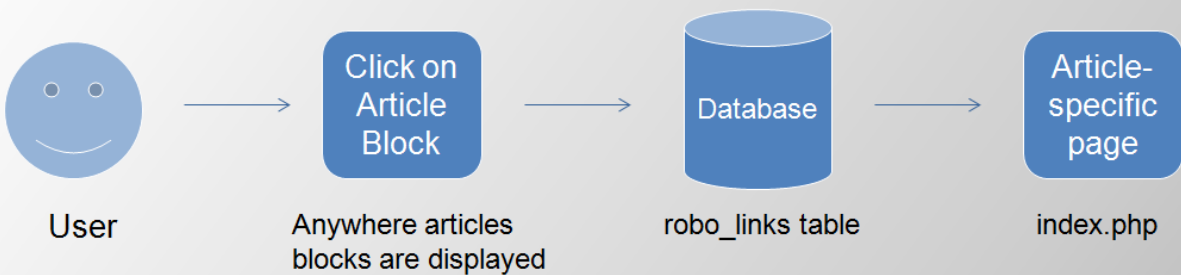 Click on
Article
Block
Database
Article-
specific
page
User
Anywhere articles
blocks are displayed
robo_links table
index.php